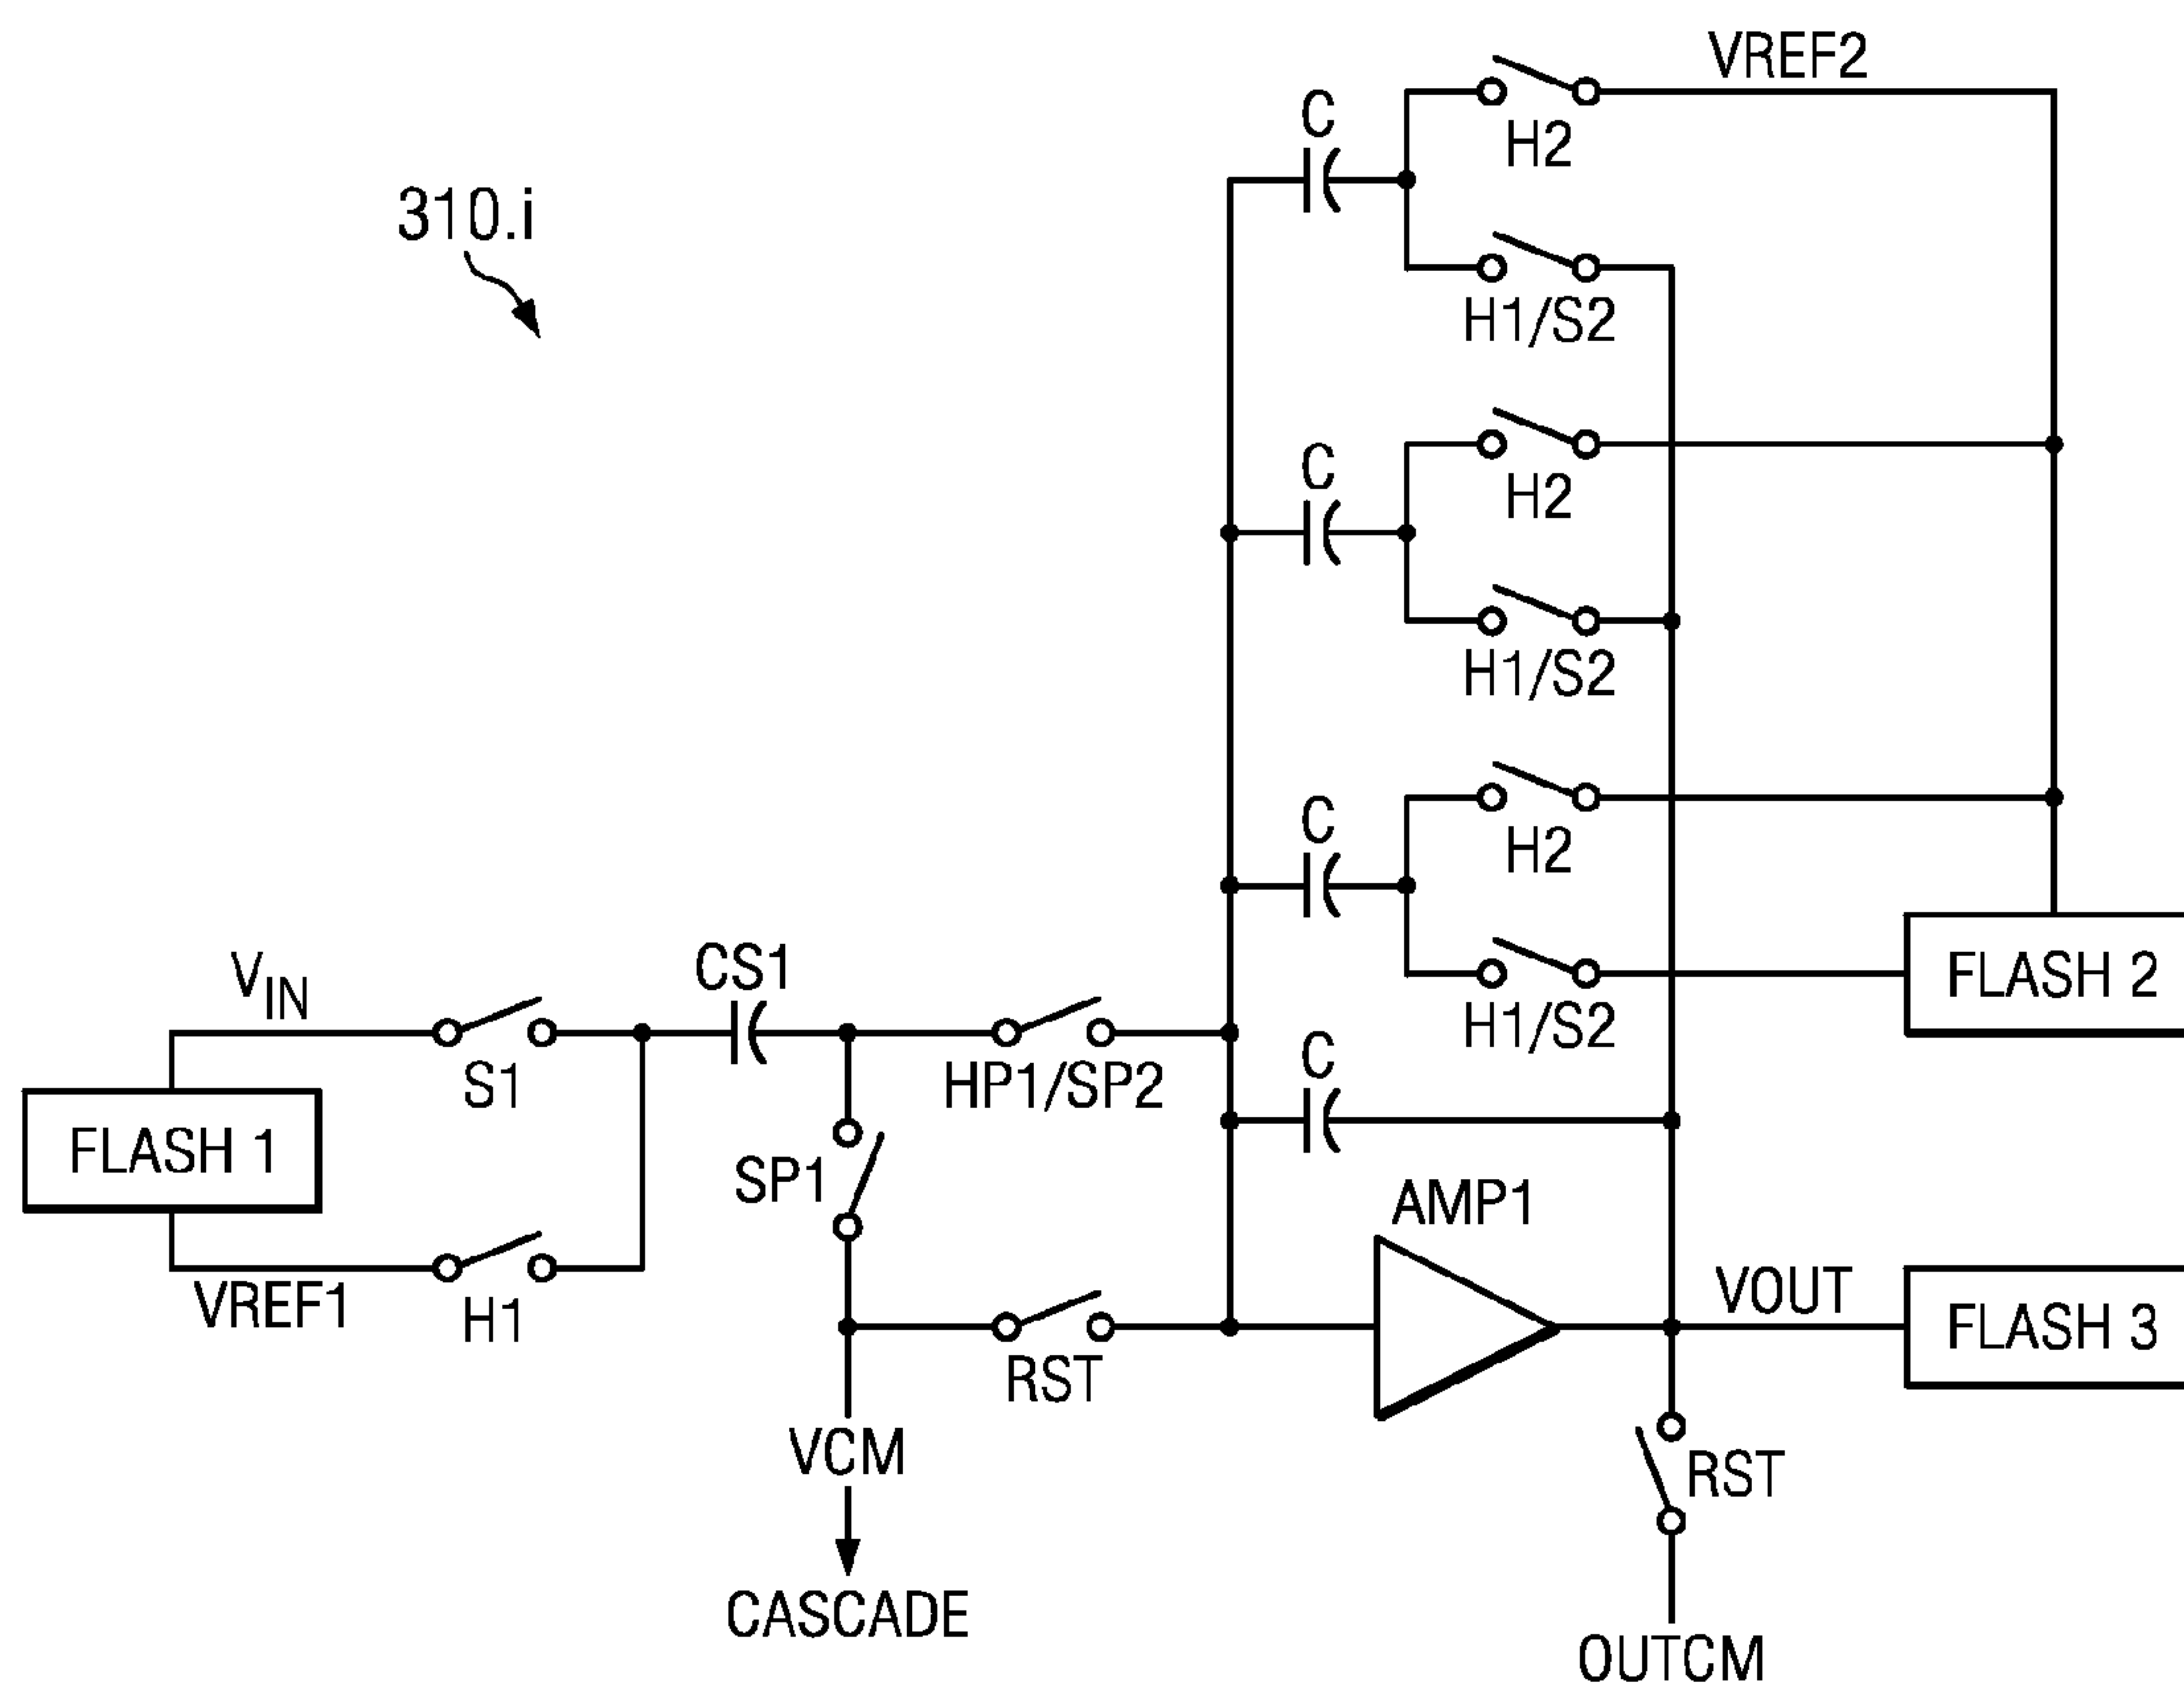 VREF2
C
H2
310.i
H1/S2
C
H2
H1/S2
C
H2
VIN
CS1
FLASH 2
S1
HP1/SP2
H1/S2
C
FLASH 1
SP1
AMP1
VREF1
H1
VOUT
FLASH 3
RST
VCM
RST
CASCADE
OUTCM